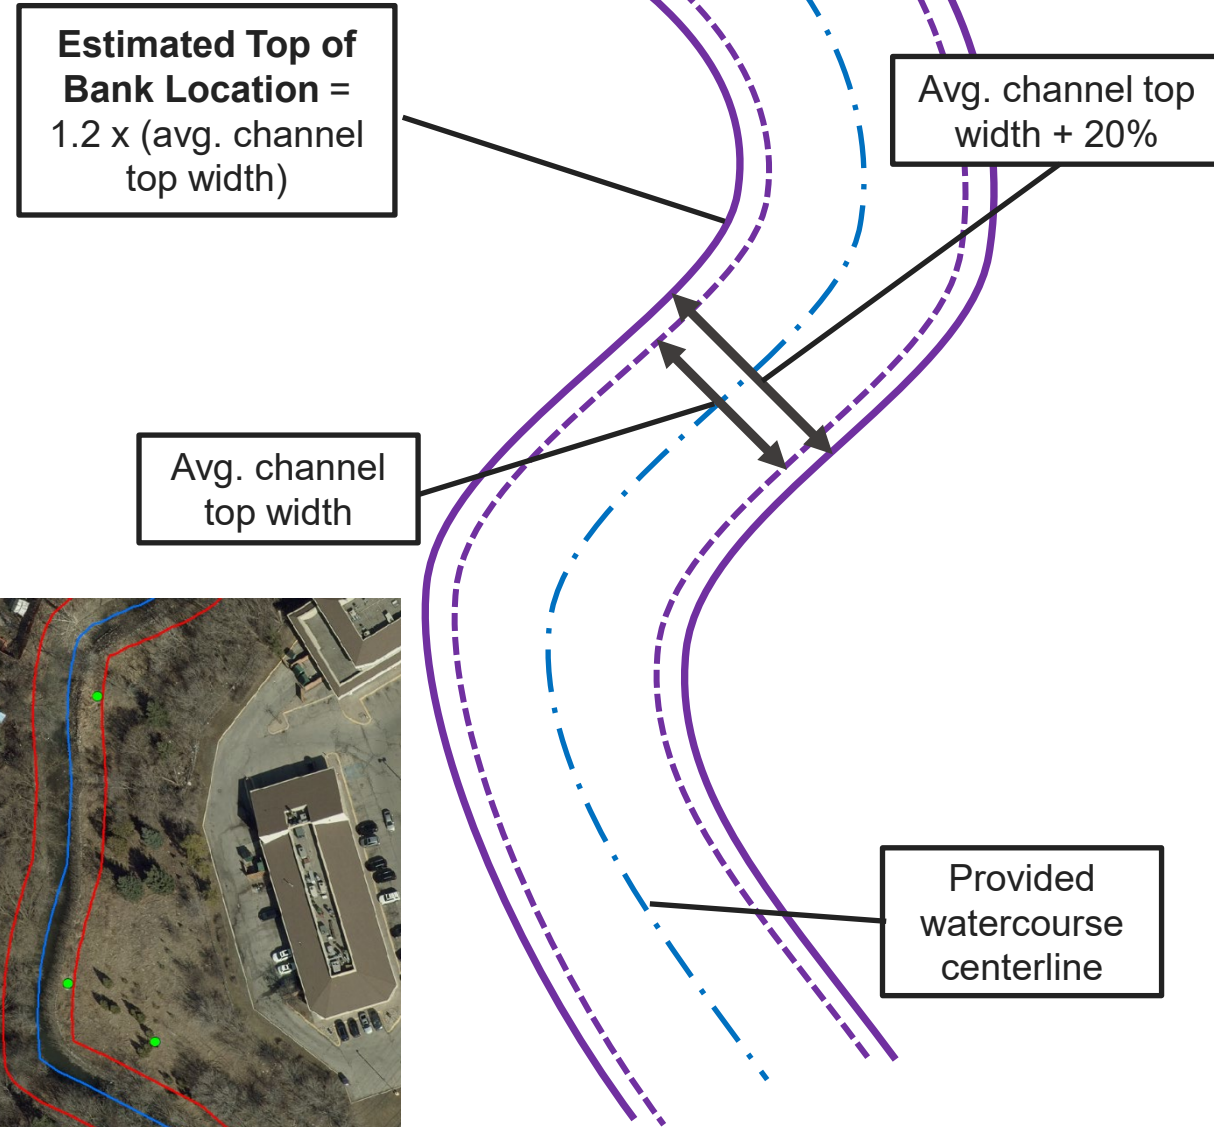 Estimated Top of
Bank Location =
1.2 x (avg. channel
top width)
Avg. channel top
width + 20%
Avg. channel
top width
Provided
watercourse
centerline